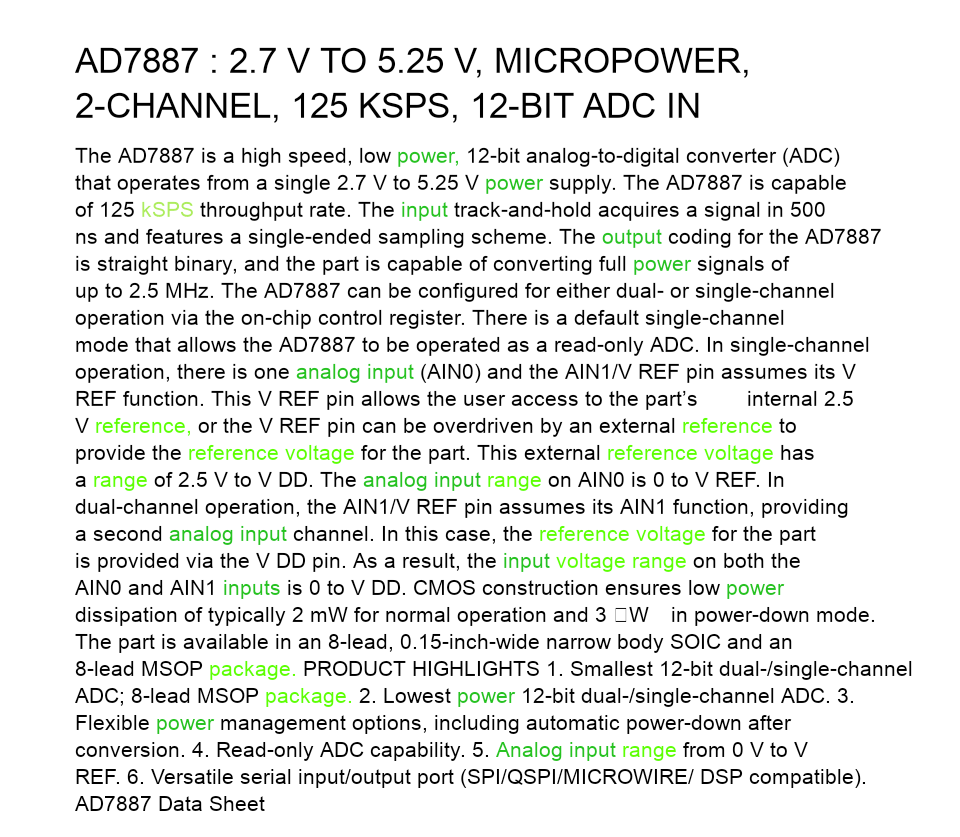 AD7887 : 2.7 V TO 5.25 V, MICROPOWER,
2-CHANNEL, 125 KSPS, 12-BIT ADC IN
The AD7887 is a high speed, low power, 12-bit analog-to-digital converter (ADC)
that operates from a single 2.7 V to 5.25 V power supply. The AD7887 is capable
of 125 kSPS throughput rate. The input track-and-hold acquires a signal in 500
ns and features a single-ended sampling scheme. The output coding for the AD7887
is straight binary, and the part is capable of converting full power signals of
up to 2.5 MHz. The AD7887 can be configured for either dual- or single-channel
operation via the on-chip control register. There is a default single-channel
mode that allows the AD7887 to be operated as a read-only ADC. In single-channel
operation, there is one analog input (AIN0) and the AIN1/V REF pin assumes its V
REF function. This V REF pin allows the user access to the part’s internal 2.5
V reference, or the V REF pin can be overdriven by an external reference to
provide the reference voltage for the part. This external reference voltage has
a range of 2.5 V to V DD. The analog input range on AIN0 is 0 to V REF. In
dual-channel operation, the AIN1/V REF pin assumes its AIN1 function, providing
a second analog input channel. In this case, the reference voltage for the part
is provided via the V DD pin. As a result, the input voltage range on both the
AIN0 and AIN1 inputs is 0 to V DD. CMOS construction ensures low power
dissipation of typically 2 mW for normal operation and 3 □W in power-down mode.
The part is available in an 8-lead, 0.15-inch-wide narrow body SOIC and an
8-lead MSOP package. PRODUCT HIGHLIGHTS 1. Smallest 12-bit dual-/single-channel
ADC; 8-lead MSOP package. 2. Lowest power 12-bit dual-/single-channel ADC. 3.
Flexible power management options, including automatic power-down after
conversion. 4. Read-only ADC capability. 5. Analog input range from 0 V to V
REF. 6. Versatile serial input/output port (SPI/QSPI/MICROWIRE/ DSP compatible).
AD7887 Data Sheet